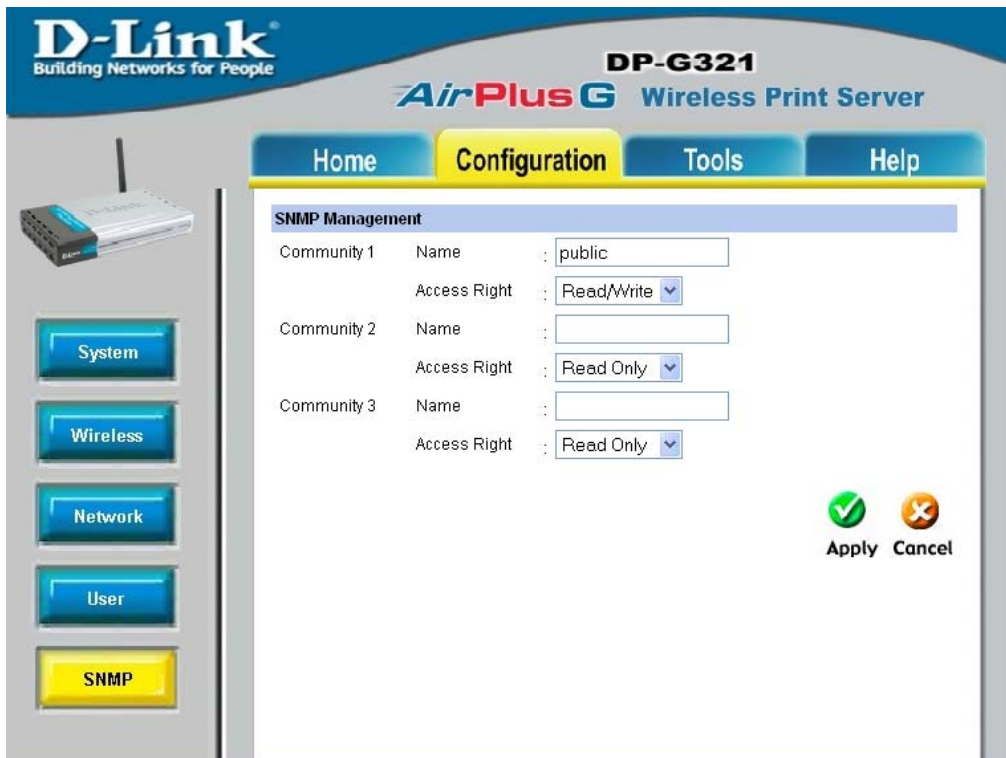 D-Link
Building Networks for People
DP-G321
AirPlus G Wireless Print Server
Home Configuration Tools Help
SNMP Management
Community 1 Name : public
Access Right : Read/Write
Community 2 Name :
Access Right : Read Only
Community 3 Name :
Access Right : Read Only
Apply Cancel
System
Wireless
Network
User
SNMP
D-Link